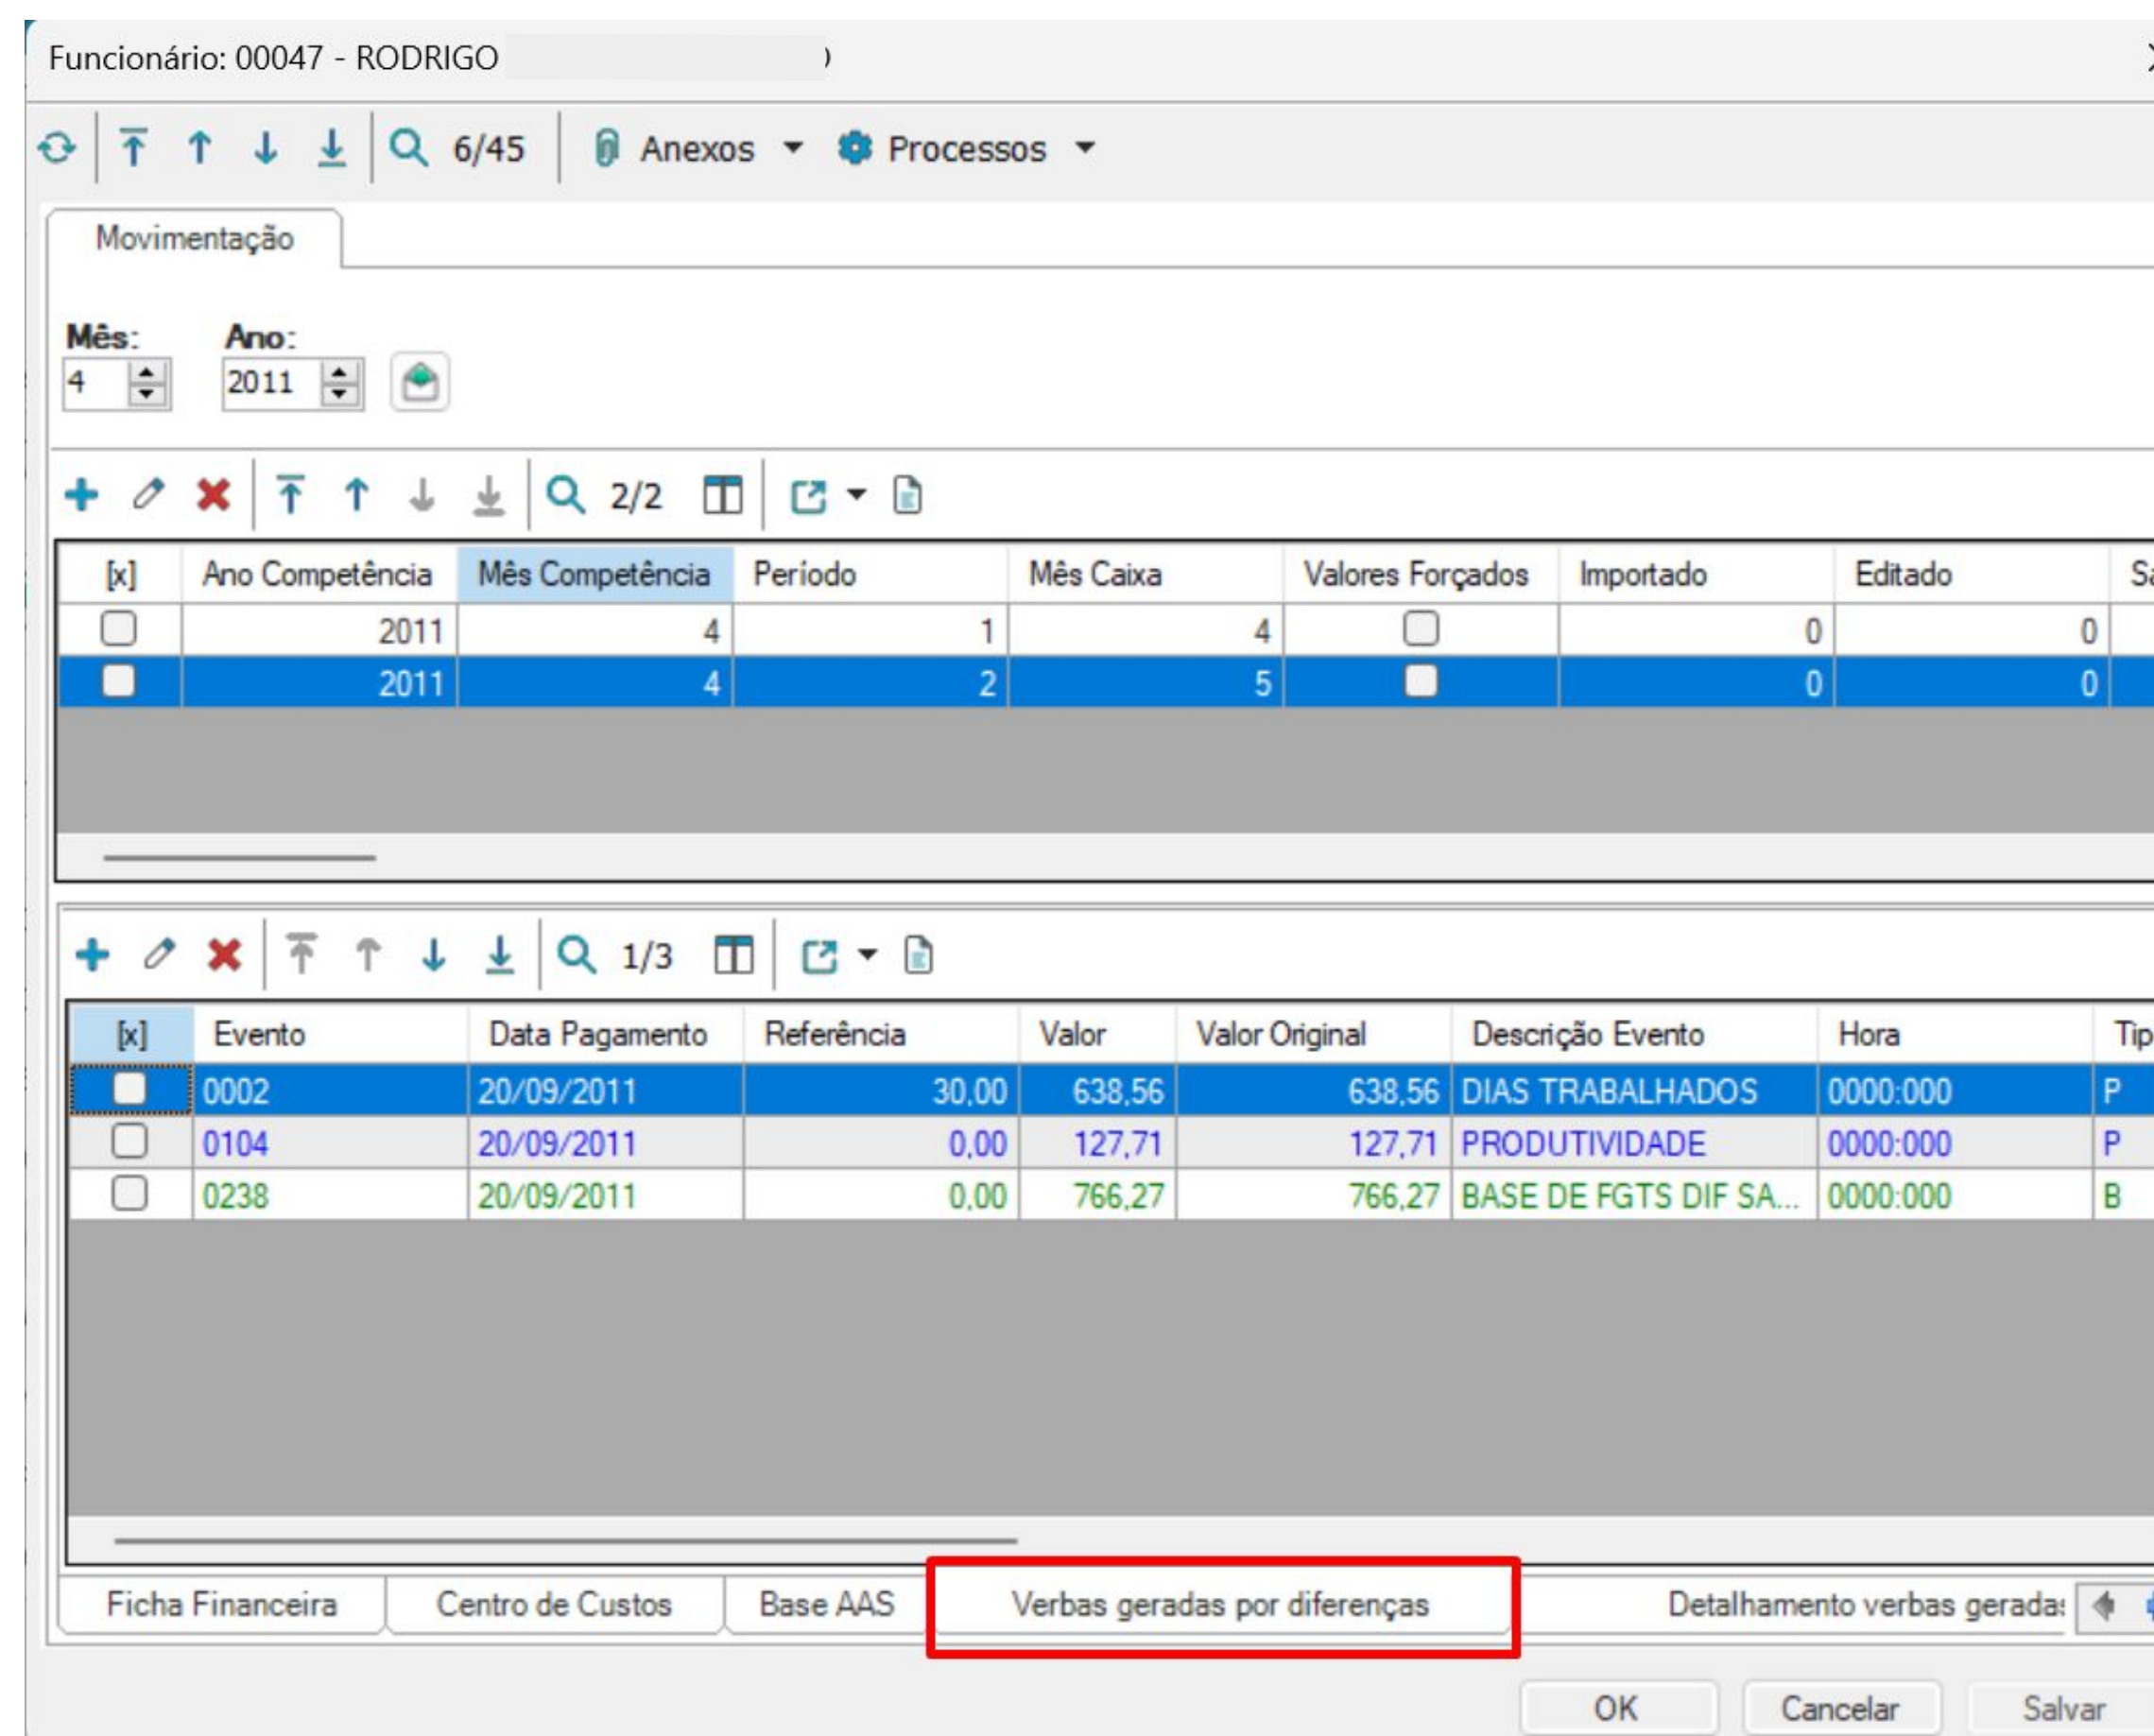 Funcionário: 00047 - RODRIGO
6/45 Anexos Processos
Movimentação
Mês: Ano:
4 2011
2/2
[x] Ano Competência Mês Competência Período Mês Caixa Valores Forçados Importado Editado
2011 4 1 4 0 0
2011 4 2 5 0 0
1/3
[x] Evento Data Pagamento Referência Valor Valor Original Descrição Evento Hora Tip
0002 20/09/2011 30,00 638,56 638,56 DIAS TRABALHADOS 0000:000 P
0104 20/09/2011 0,00 127,71 127,71 PRODUTIVIDADE 0000:000 P
0238 20/09/2011 0,00 766,27 766,27 BASE DE FGTS DIF SA... 0000:000 B
Ficha Financeira Centro de Custos Base AAS Verbas geradas por diferenças Detalhamento verbas geradas
OK Cancelar Salvar